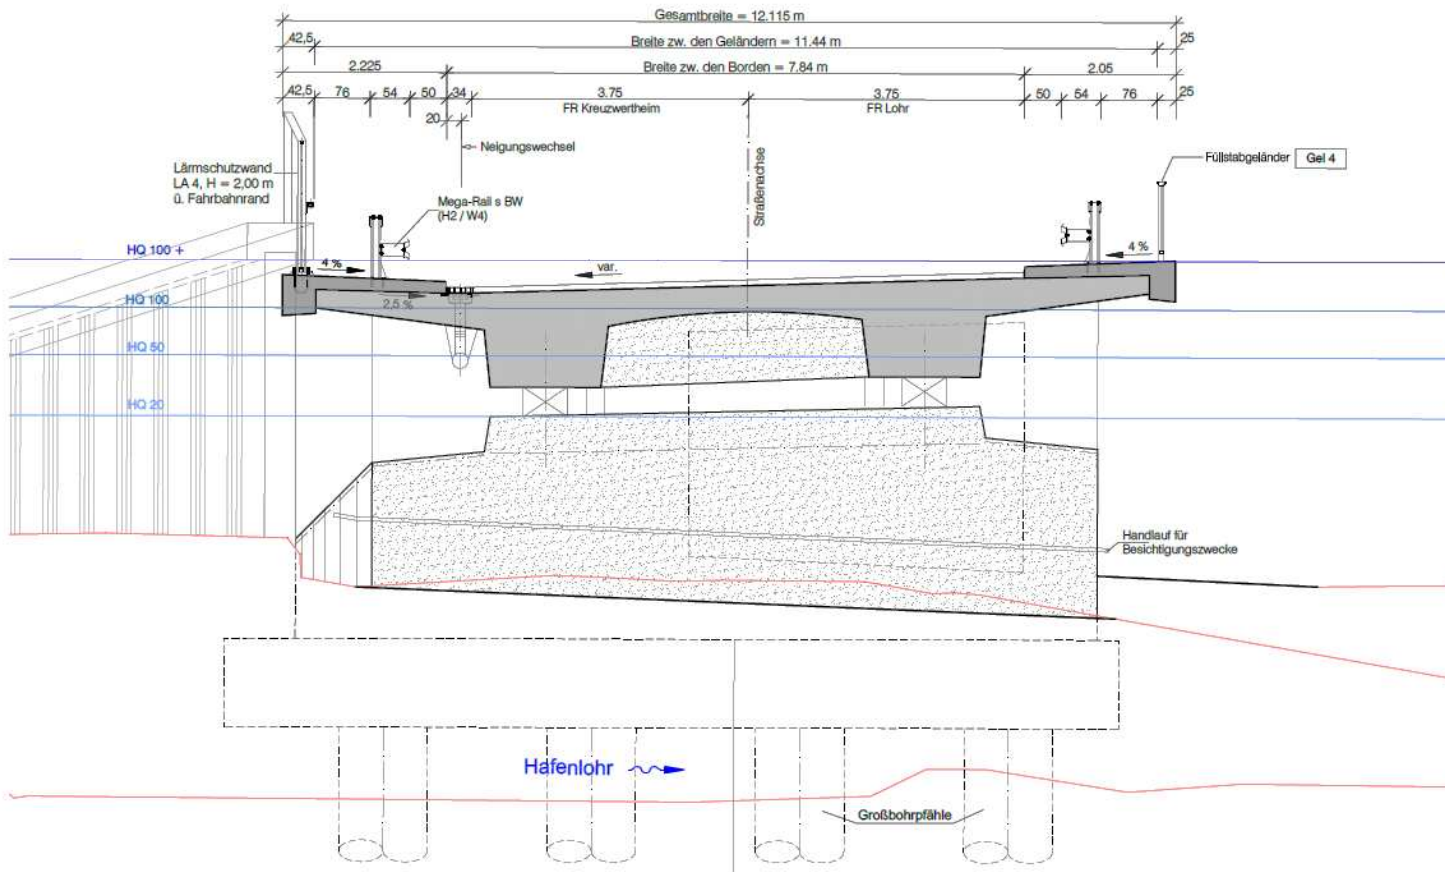 Gesamtbreite = 12.115 m
42,5
Breite zw. den Geländern = 11.44 m
25
2.225
Breite zw. den Borden = 7.84 m
2.05
42,5
76
54
50
34
3.75
3.75
50
54
76
25
FR Kreuzwertheim
FR Lohr
20
Neigungswechsel
Straßenachse
Füllstabgeländer
Gel 4
Lärmschutzwand
LA 4, H = 2,00 m
ü. Fahrbahnrand
Mega-Rail s BW
(H2 / W4)
HQ 100 +
4 %
var.
4 %
HQ 100
2,5 %
HQ 50
HQ 20
Handlauf für
Besichtigungszwecke
Hafenlohr
Großbohrpfähle